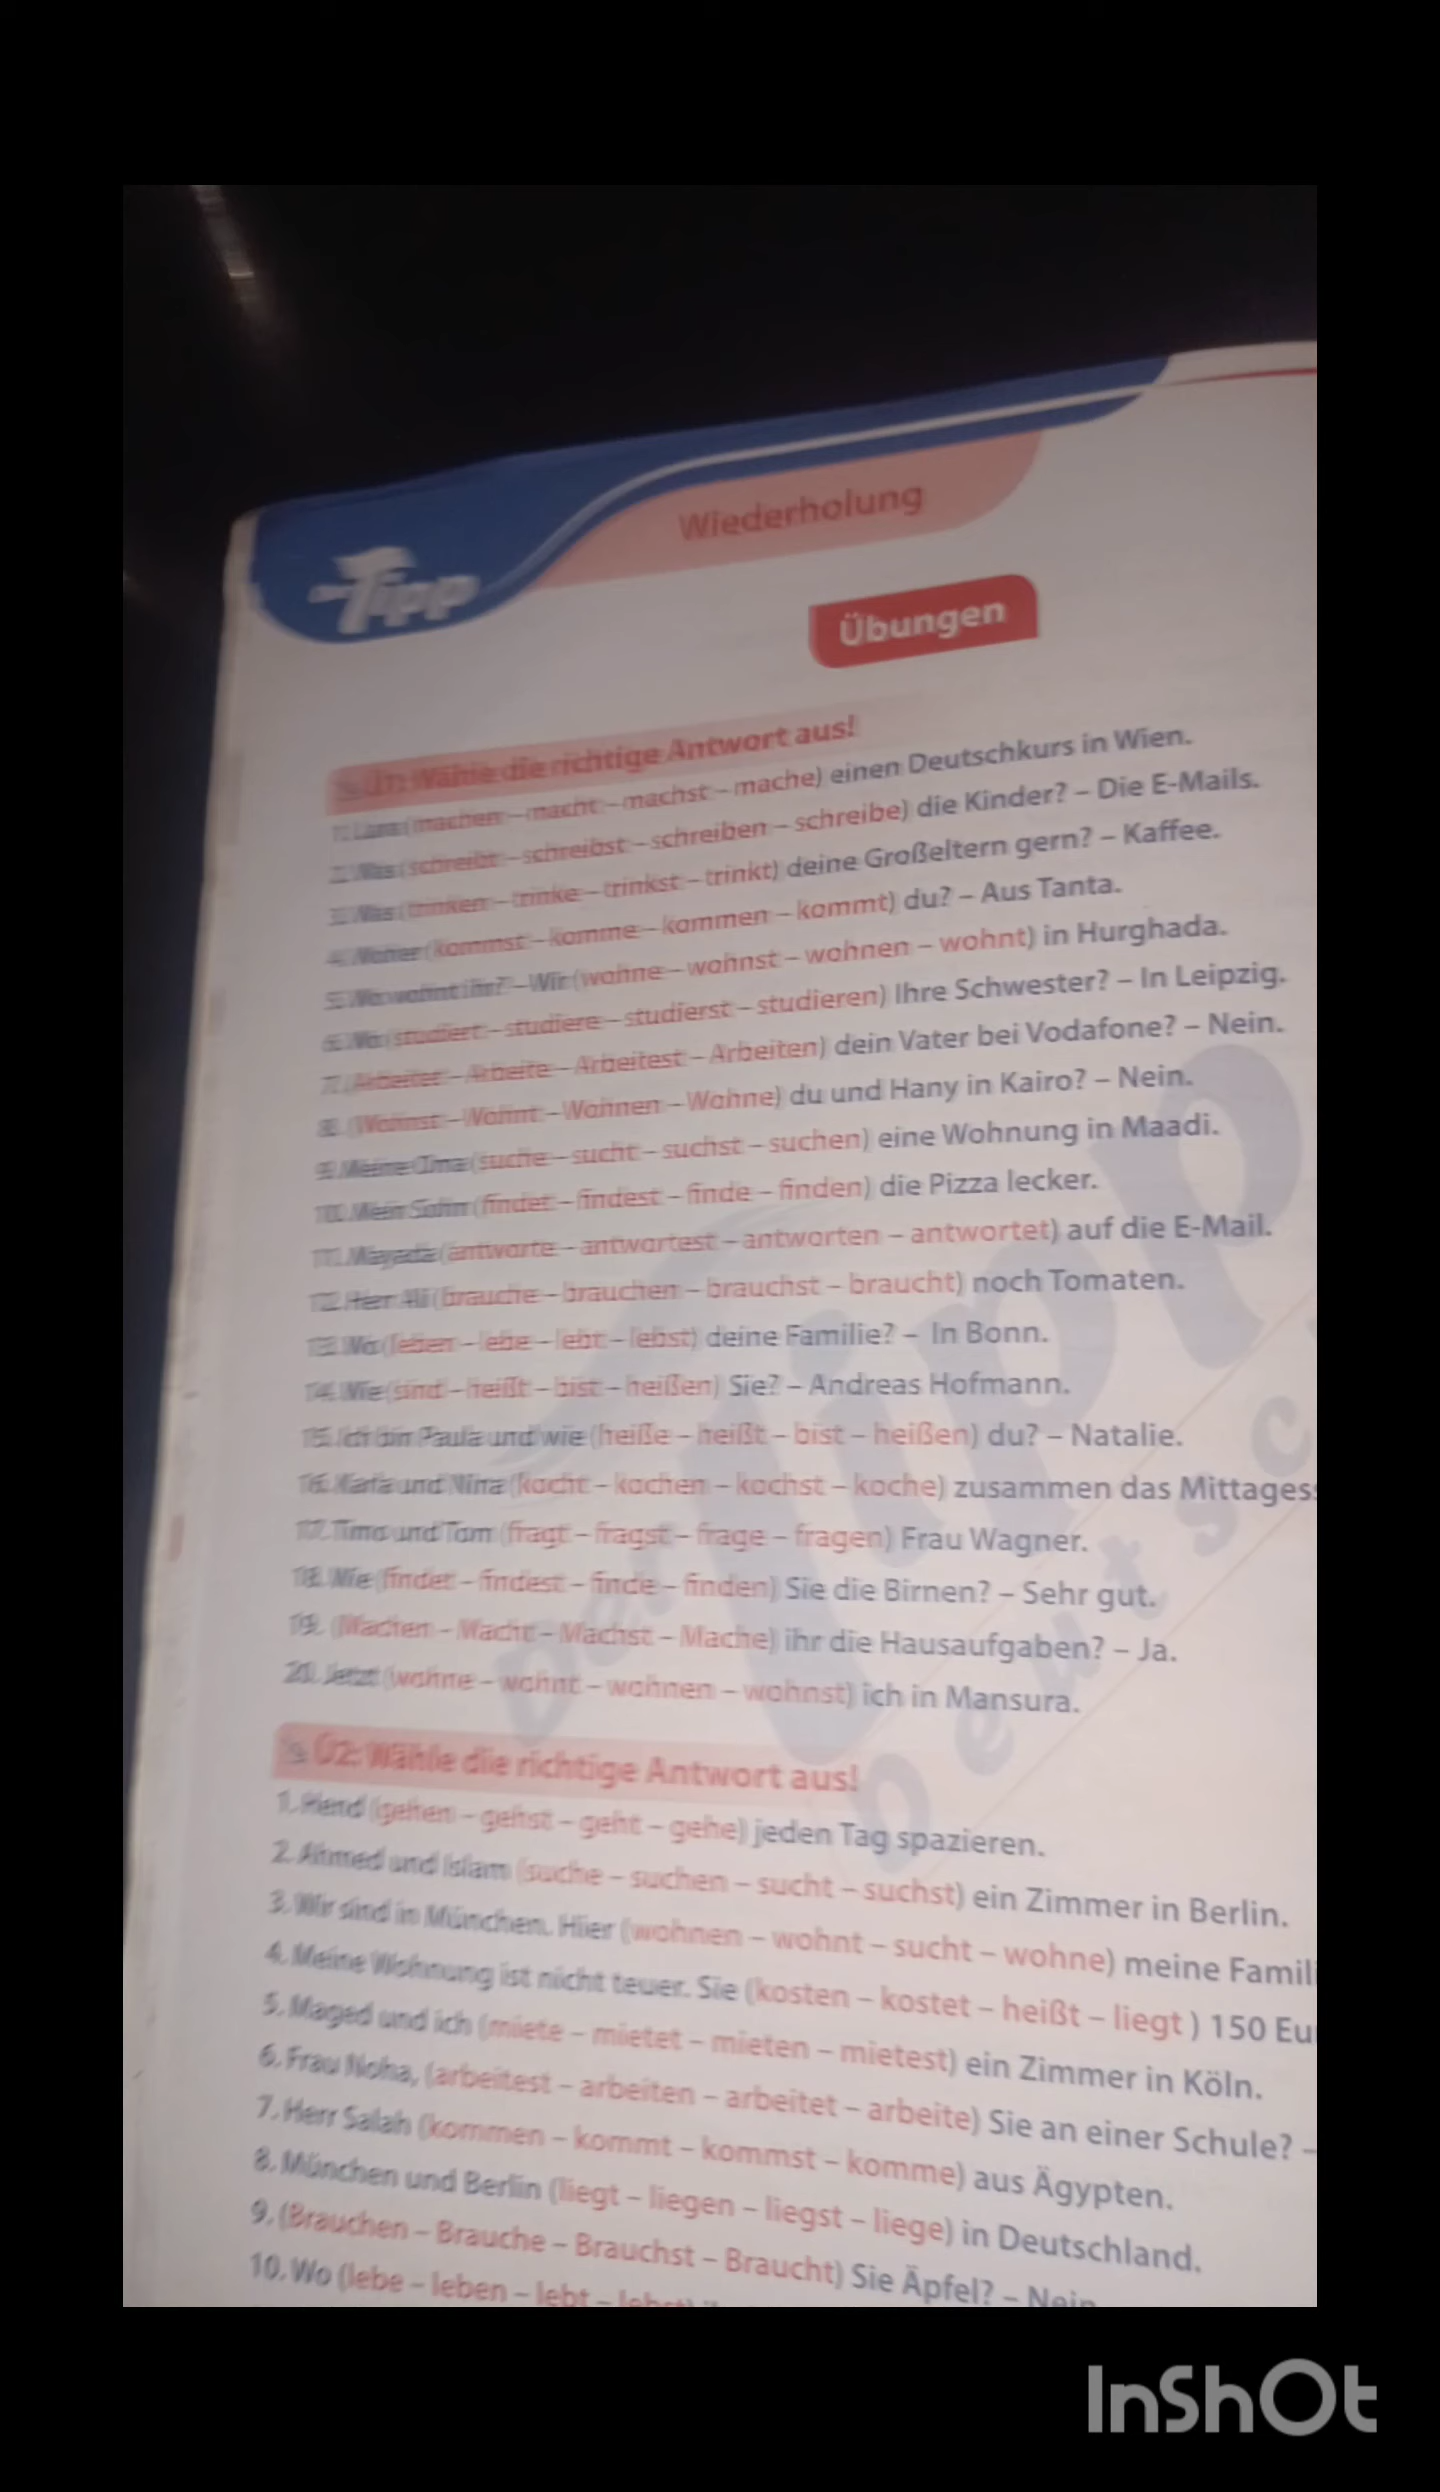 Tipp
Wiederholung
Übungen
Ü1: Wähle die richtige Antwort aus!
1. Lara (machen – macht – machst – mache) einen Deutschkurs in Wien.
2. Was (schreibt – schreibst – schreiben – schreibe) die Kinder? – Die E-Mails.
3. Was (trinken – trinke – trinkst – trinkt) deine Großeltern gern? – Kaffee.
4. Woher (kommst – komme – kommen – kommt) du? – Aus Tanta.
5. Wo wohnt ihr? – Wir (wohne – wohnst – wohnen – wohnt) in Hurghada.
6. Wo (studiert – studiere – studierst – studieren) Ihre Schwester? – In Leipzig.
7. (Arbeitet – Arbeite – Arbeitest – Arbeiten) dein Vater bei Vodafone? – Nein.
8. (Wohnst – Wohnt – Wohnen – Wohne) du und Hany in Kairo? – Nein.
9. Meine Oma (suche – sucht – suchst – suchen) eine Wohnung in Maadi.
10. Mein Sohn (findet – findest – finde – finden) die Pizza lecker.
11. Mayada (antworte – antwortest – antworten – antwortet) auf die E-Mail.
12. Herr Ali (brauche – brauchen – brauchst – braucht) noch Tomaten.
13. Wo (leben – lebe – lebt – lebst) deine Familie? – In Bonn.
14. Wie (sind – heißt – bist – heißen) Sie? – Andreas Hofmann.
15. Ich bin Paula und wie (heiße – heißt – bist – heißen) du? – Natalie.
16. und Nina (kocht – kochen – kochst – koche) zusammen das Mittages
17. Timo und Tom (fragt – fragst – frage – fragen) Frau Wagner.
18. Wie (findet – findest – finde – finden) Sie die Birnen? – Sehr gut.
19. (Machen – Macht – Machst – Mache) ihr die Hausaufgaben? – Ja.
20. Jetzt (wohne – wohnt – wohnen – wohnst) ich in Mansura.
Ü2: Wähle die richtige Antwort aus!
1. Hend (gehen – gehst – geht – gehe) jeden Tag spazieren.
2. Ahmed und Islam (suche – suchen – sucht – suchst) ein Zimmer in Berlin.
3. Wir sind in München. Hier (wohnen – wohnt – sucht – wohne) meine Famili
4. Meine Wohnung ist nicht teuer. Sie (kosten – kostet – heißt – liegt ) 150 Eu
5. Maged und ich (miete – mietet – mieten – mietest) ein Zimmer in Köln.
6. Frau Noha, (arbeitest – arbeiten – arbeitet – arbeite) Sie an einer Schule? –
7. Herr Salah (kommen – kommt – kommst – komme) aus Ägypten.
8. München und Berlin (liegt – liegen – liegst – liege) in Deutschland.
9. (Brauchen – Brauche – Brauchst – Braucht) Sie Äpfel? – Nein
10. Wo (lebe – leben – lebt – lebst)
Der Tipp
Deutsc
InShOt